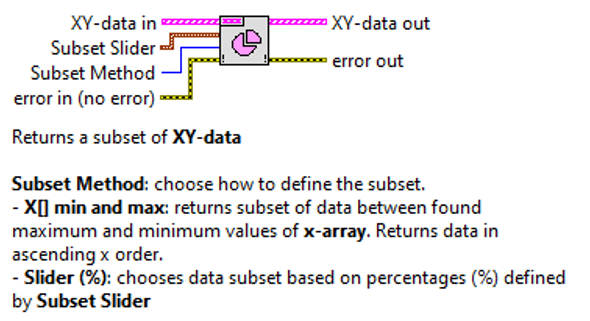 XY-data in
XY-data out
Subset Slider
Subset Method
error out
error in (no error)
Returns a subset of XY-data
Subset Method: choose how to define the subset.
- X[] min and max: returns subset of data between found
maximum and minimum values of x-array. Returns data in
ascending x order.
- Slider (%): chooses data subset based on percentages (%) defined
by Subset Slider